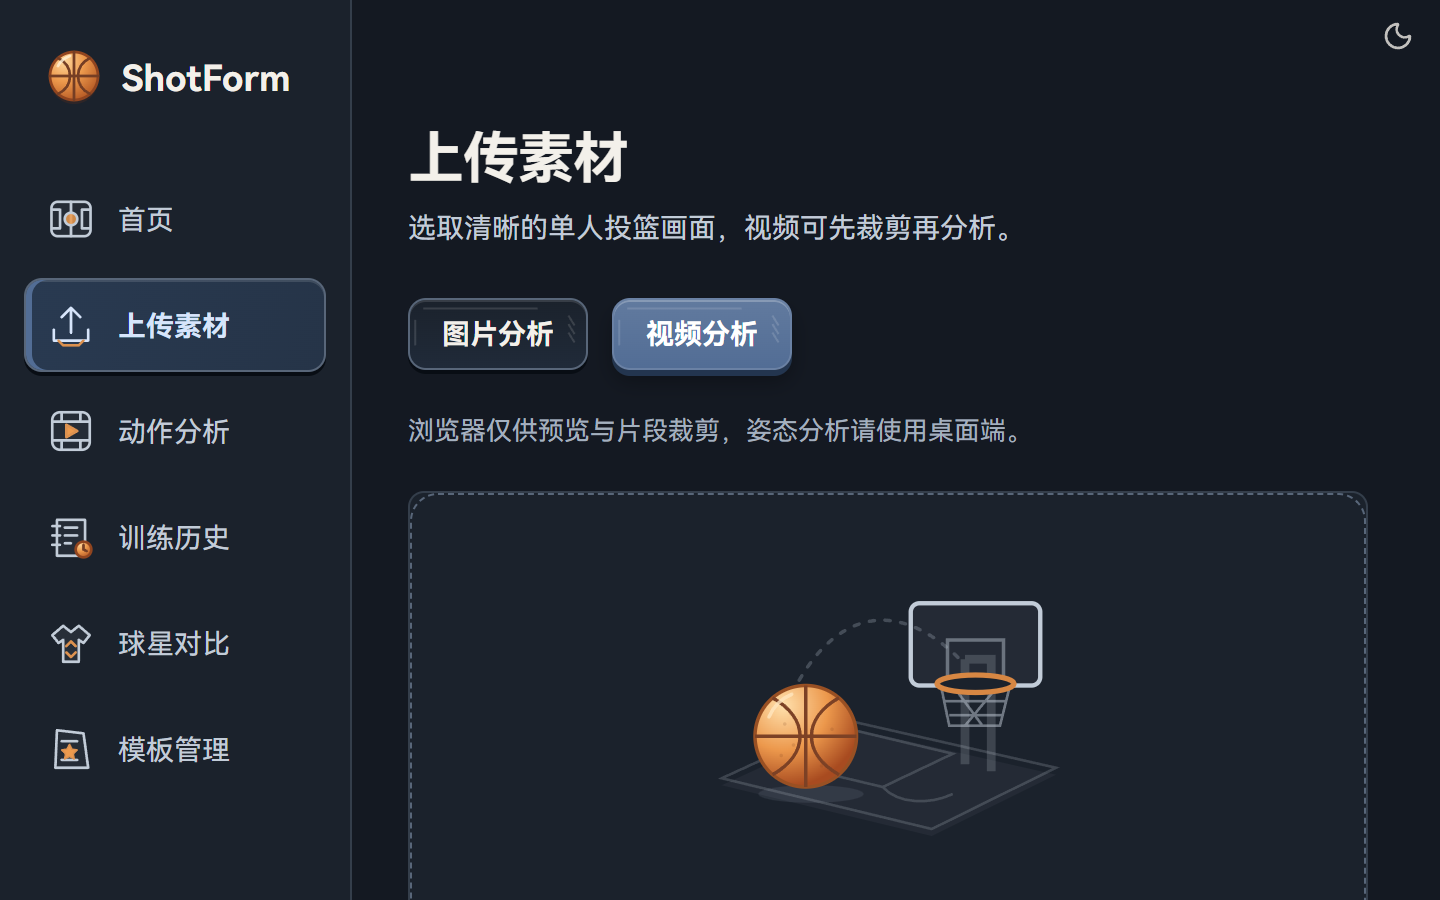 ShotForm
首页
上传素材
动作分析
训练历史
球星对比
模板管理
上传素材
选取清晰的单人投篮画面，视频可先裁剪再分析。
图片分析
视频分析
浏览器仅供预览与片段裁剪，姿态分析请使用桌面端。